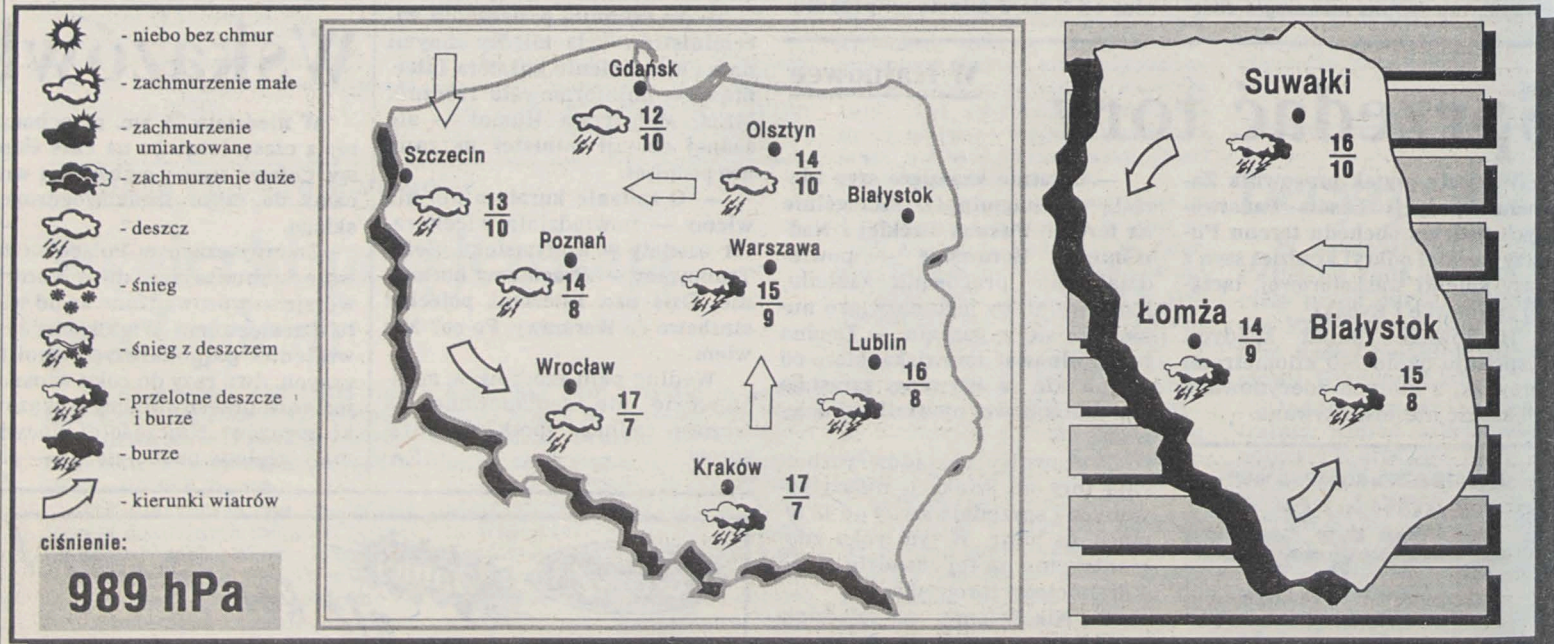 - niebo bez chmur
- zachmurzenie małe
- zachmurzenie
umiarkowane
- zachmurzenie duże
- deszcz
- śnieg
- śnieg z deszczem
- przelotne deszcze
i burze
- burze
- kierunki wiatrów
ciśnienie:
989 hPa
Gdańsk
12
10
Szczecin
13
10
Olsztyn
14
10
Białystok
Poznań
14
8
Warszawa
15
9
Wrocław
17
7
Lublin
16
8
Kraków
17
7
Suwałki
16
10
Łomża
14
9
Białystok
15
8